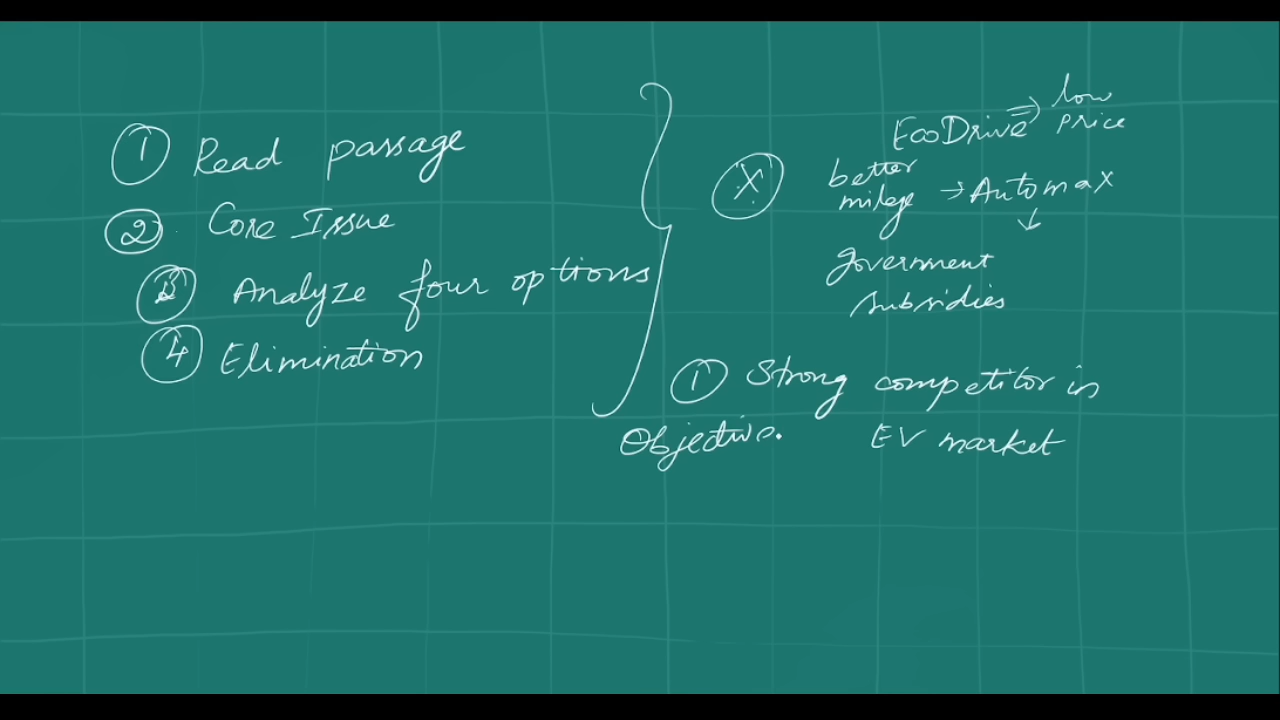 ① Read passage
② Core Issue
③ Analyze four options
④ Elimination
EcoDrive → low price
X
better milege → Automax
↓
government
subsidies
① Strong competitor in
Objective. EV market